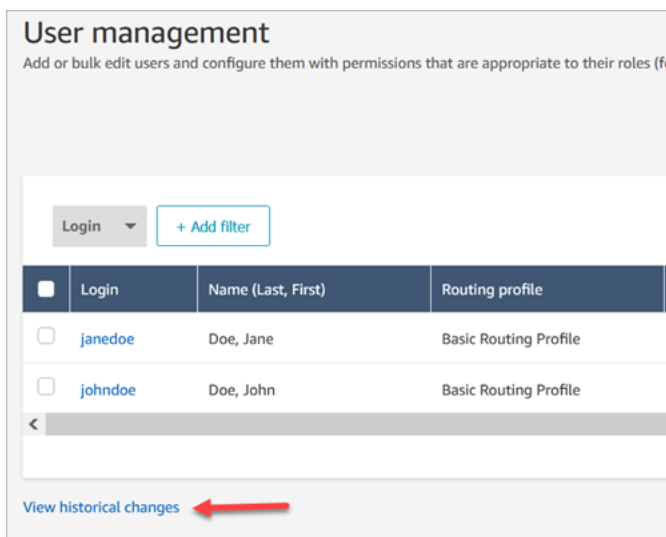 User management
Add or bulk edit users and configure them with permissions that are appropriate to their roles
Login
+ Add filter
Login Name (Last, First) Routing profile
janedoe Doe, Jane Basic Routing Profile
johndoe Doe, John Basic Routing Profile
View historical changes